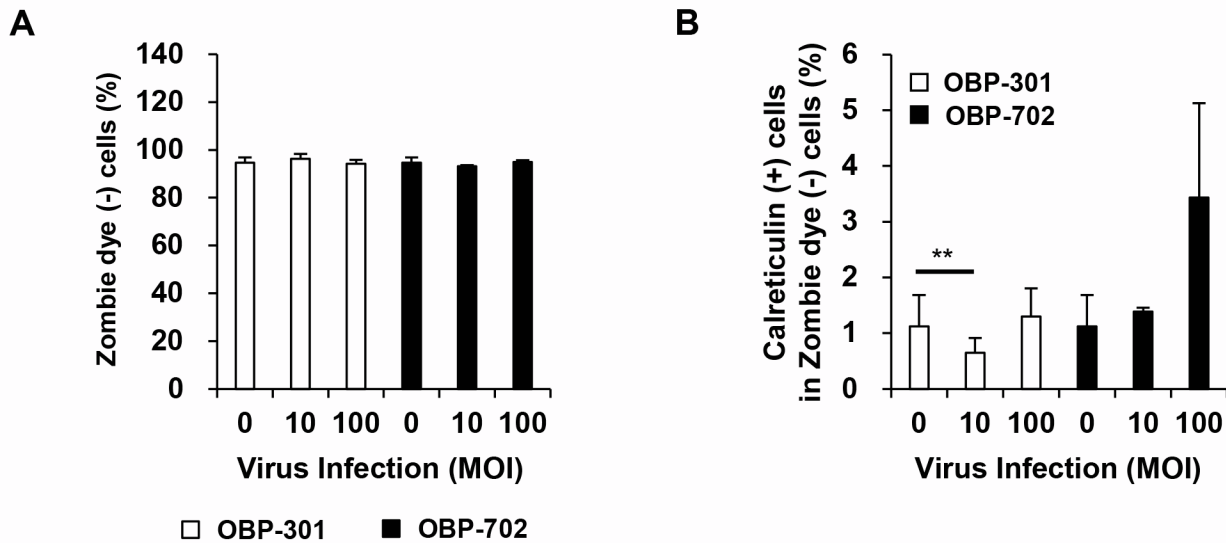 A
Zombie dye (-) cells (%)
140
120
100
80
60
40
20
0
0 10 100 0 10 100
Virus Infection (MOI)
OBP-301 OBP-702
B
Calreticulin (+) cells
in Zombie dye (-) cells (%)
6
5
4
3
2
1
0
OBP-301
OBP-702
**
0 10 100 0 10 100
Virus Infection (MOI)